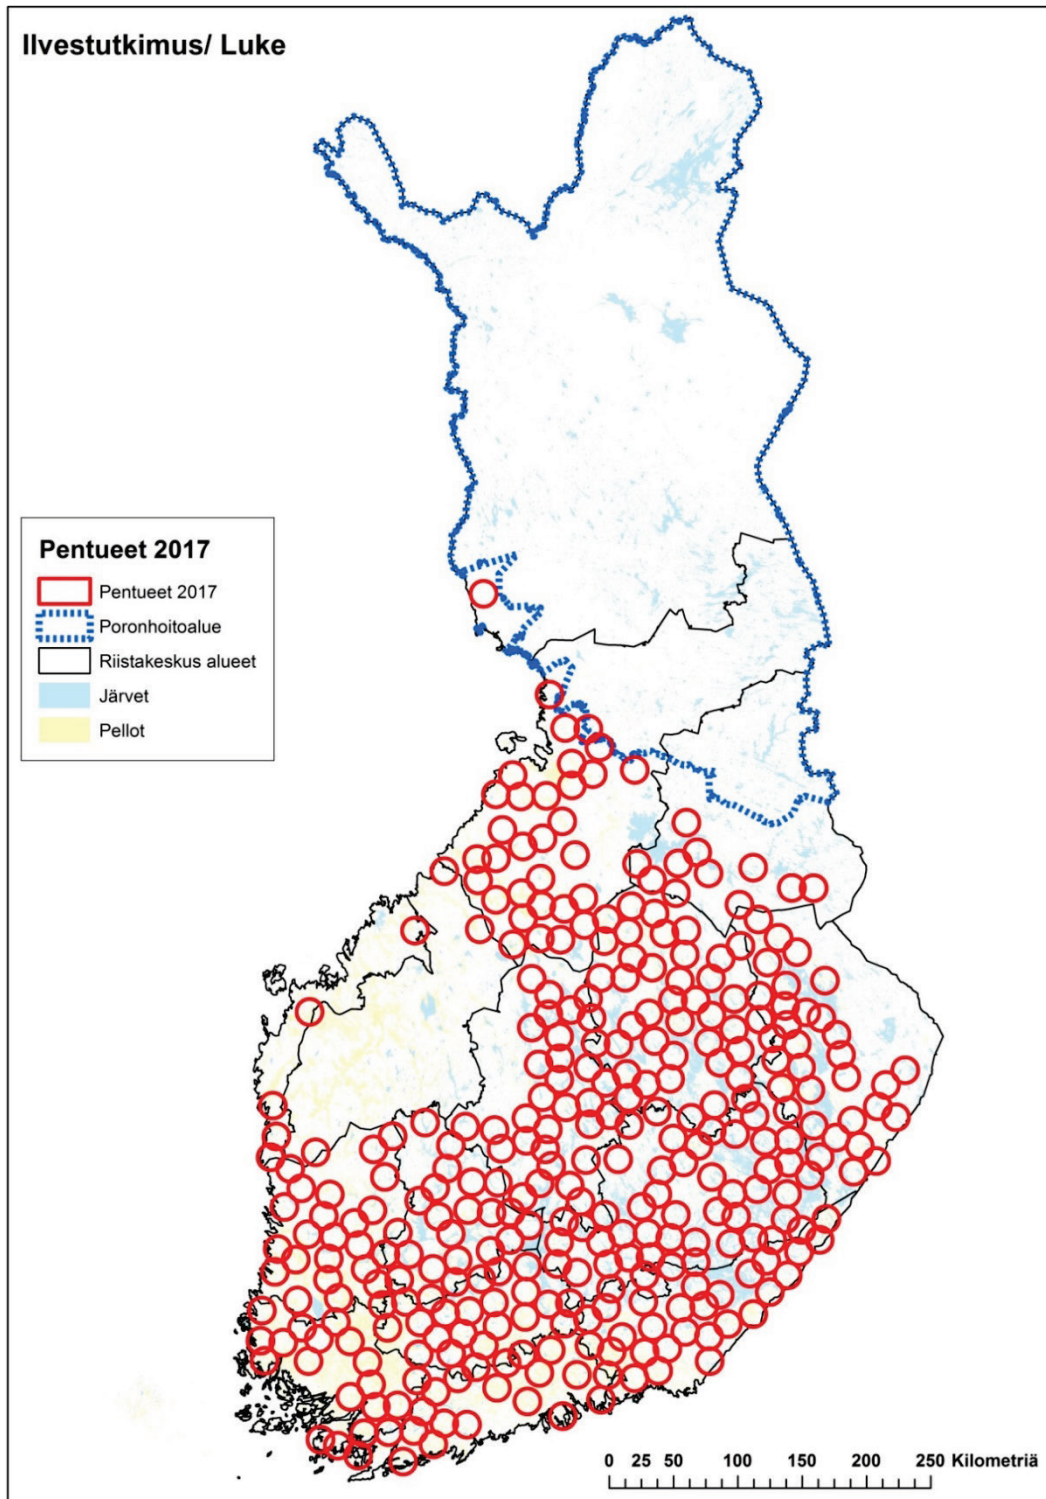 Ilvestutkimus/ Luke
Pentueet 2017
Pentueet 2017
Poronhoitoalue
Riistakeskus alueet
Järvet
Pellot
0 25 50 100 150 200 250 Kilometriä